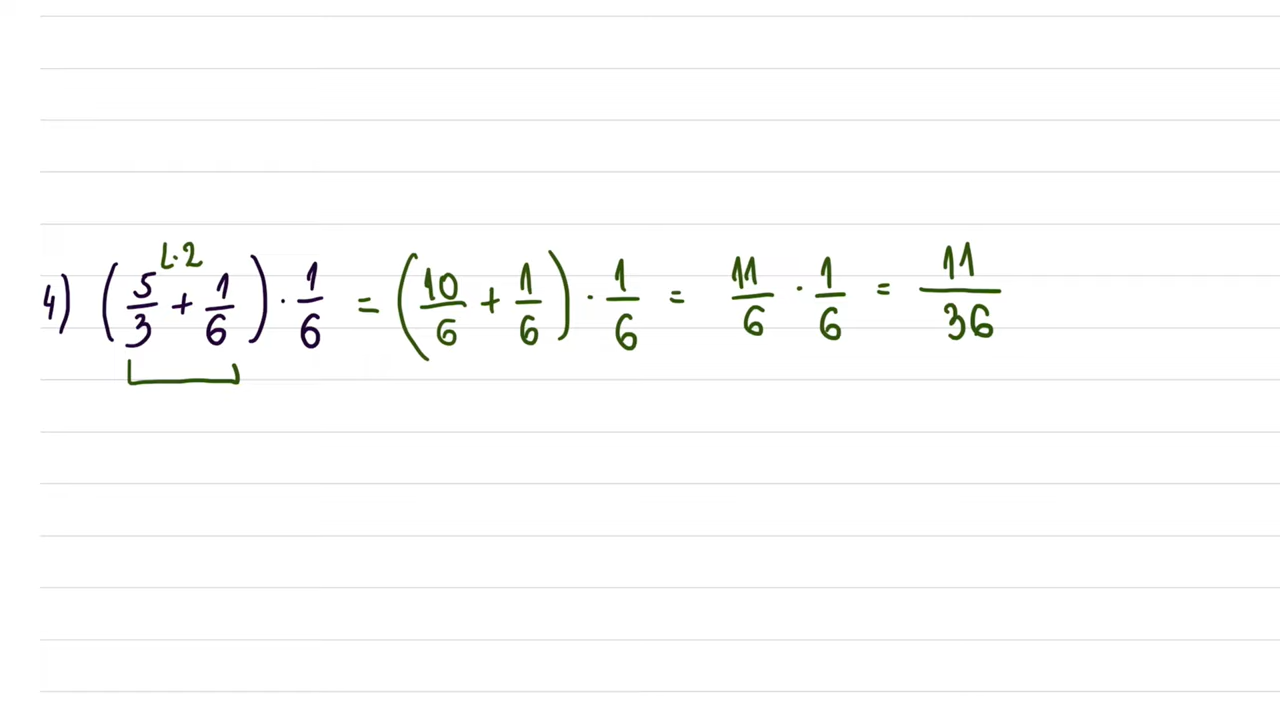 4) (5/3 + 1/6) · 1/6 = (10/6 + 1/6) · 1/6 = 11/6 · 1/6 = 11/36
L·2